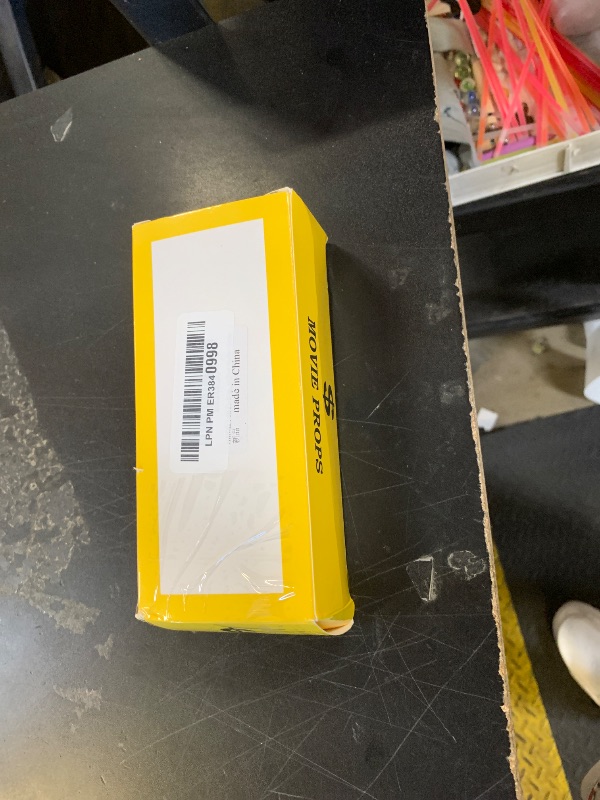 LPN PM ER3840998
made in China
$
MOVIE PROPS